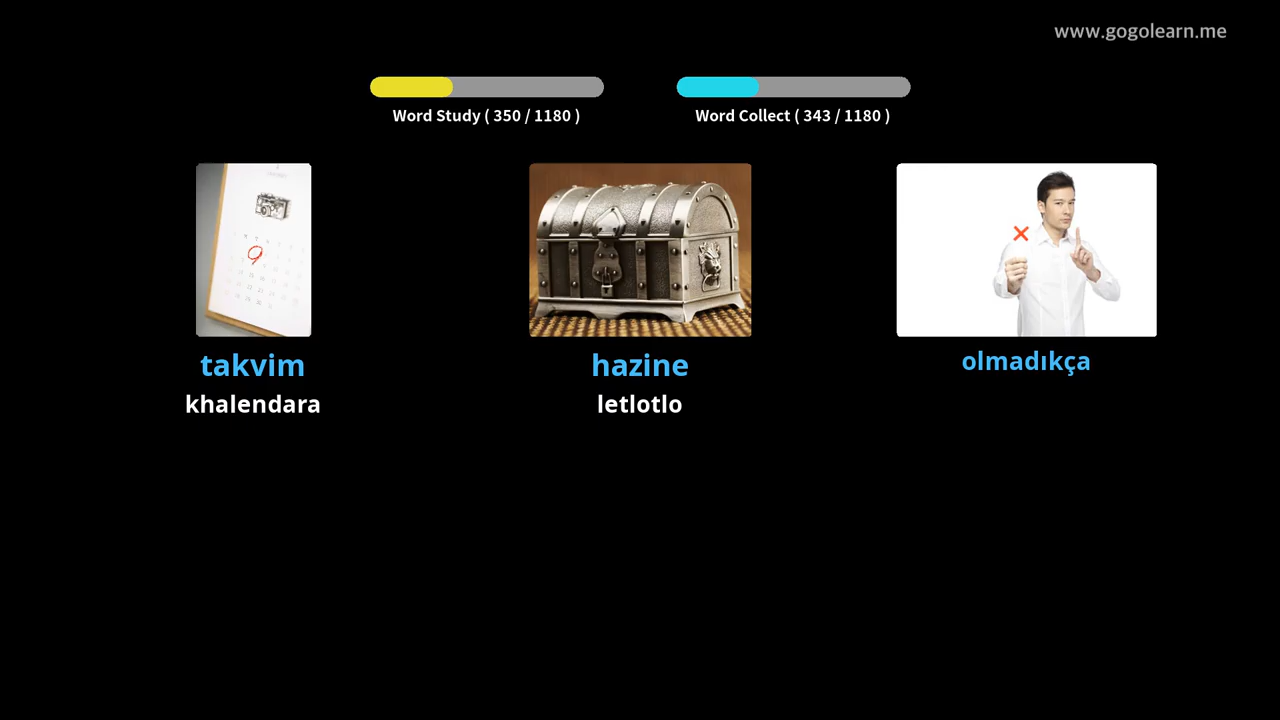 www.gogolearn.me
Word Study ( 350 / 1180 )
Word Collect ( 343 / 1180 )
takvim
khalendara
hazine
letlotlo
olmadıkça